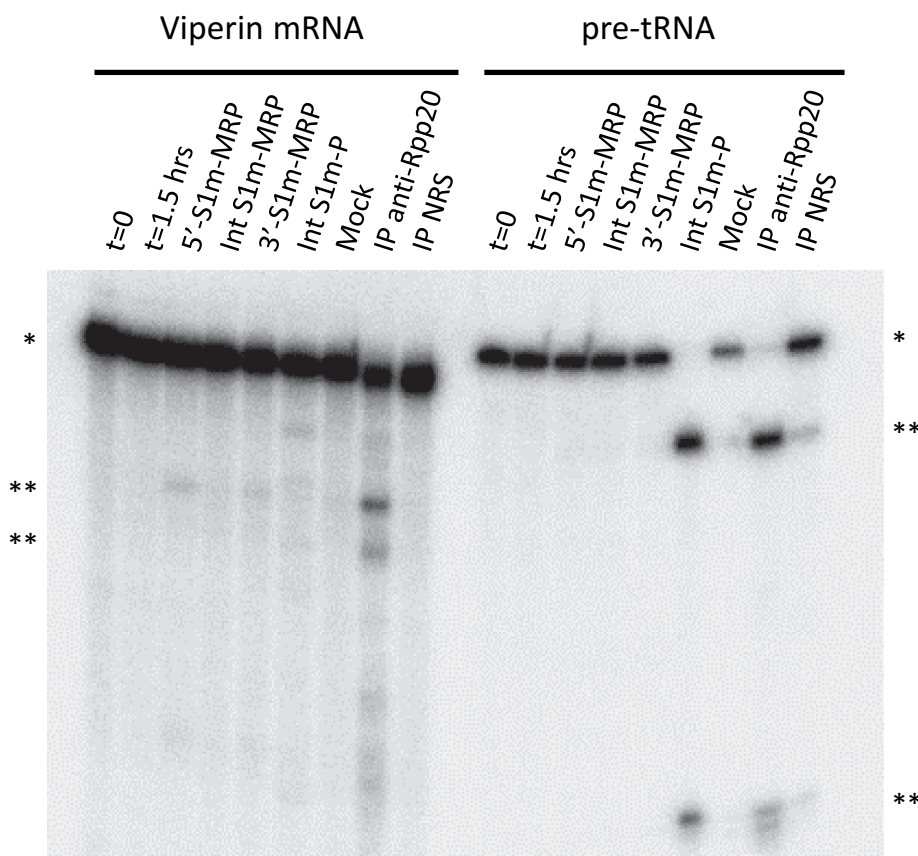 Viperin mRNA
pre-tRNA
t=0
t=1.5 hrs
5′-S1m-MRP
Int S1m-MRP
3′-S1m-MRP
Int S1m-P
Mock
IP anti-Rpp20
IP NRS
t=0
t=1.5 hrs
5′-S1m-MRP
Int S1m-MRP
3′-S1m-MRP
Int S1m-P
Mock
IP anti-Rpp20
IP NRS
*
**
**
*
**
**